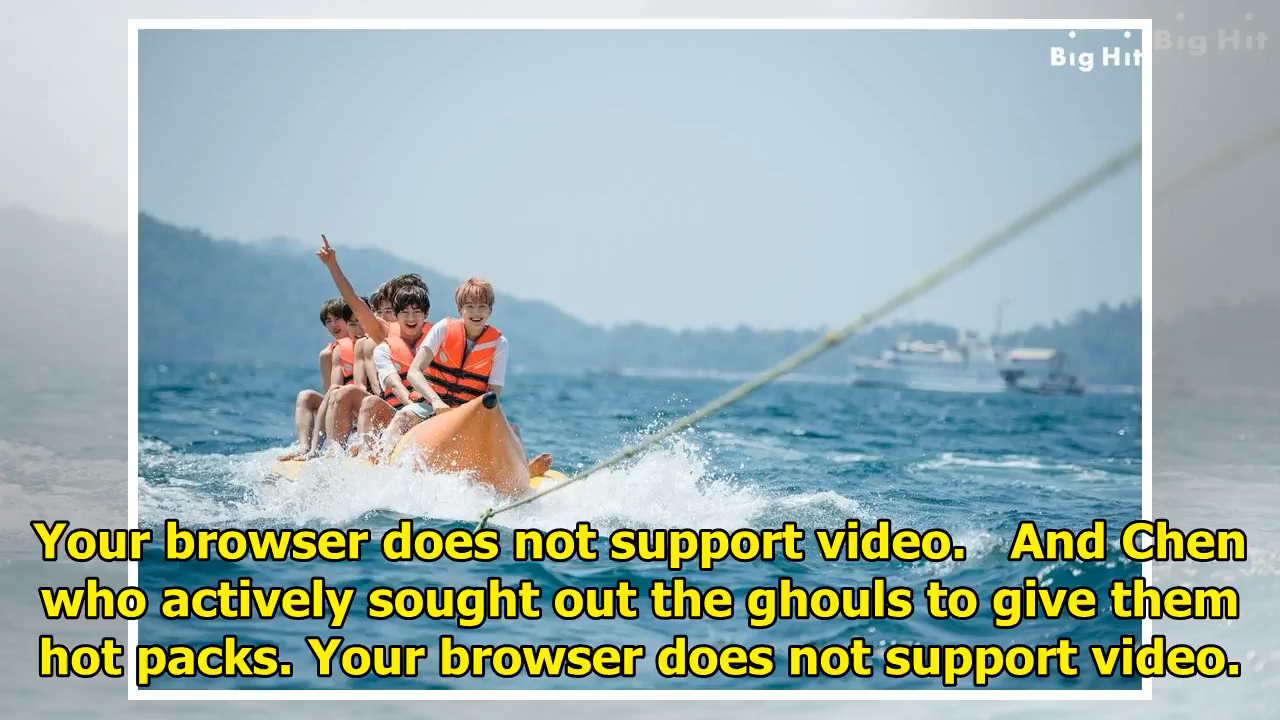 Big Hit
Big Hit
Your browser does not support video. And Chen
who actively sought out the ghouls to give them
hot packs. Your browser does not support video.